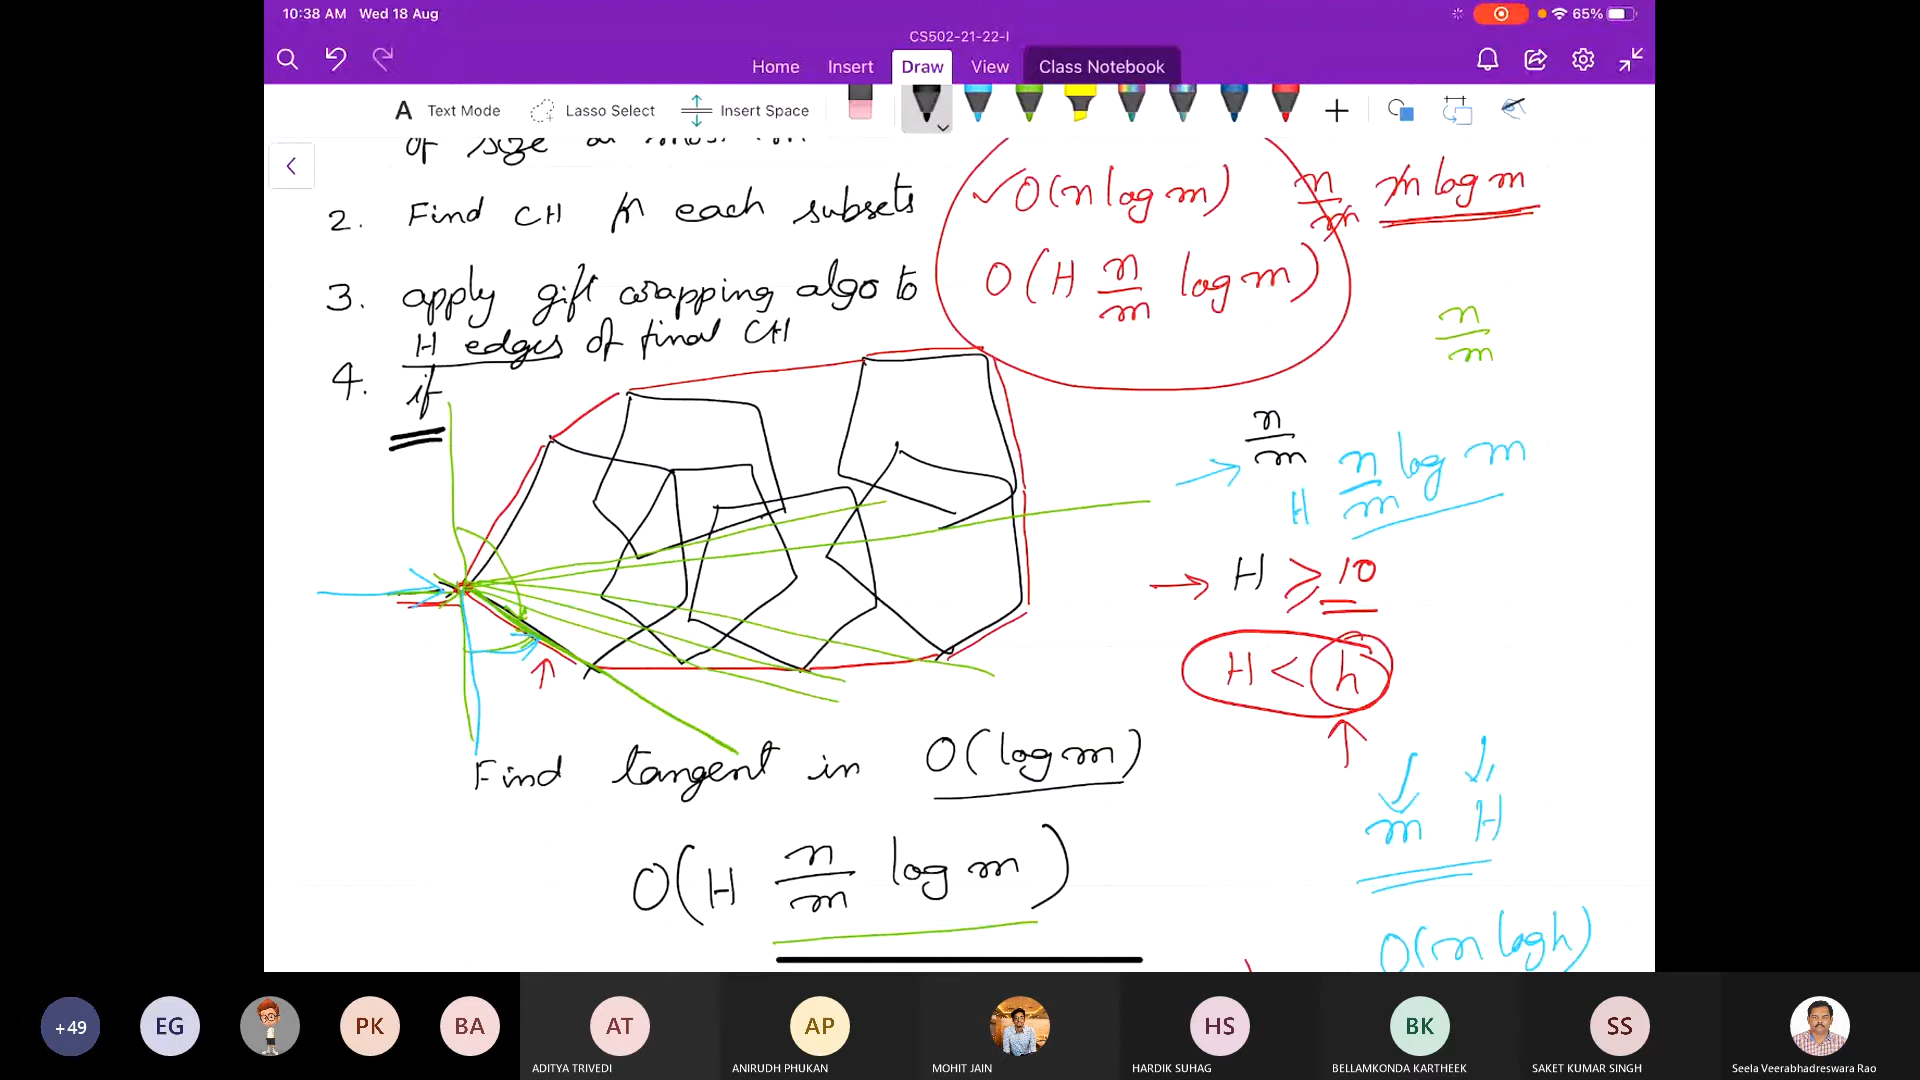 10:38 AM Wed 18 Aug
65%
CS502-21-22-I
Home Insert Draw View Class Notebook
A Text Mode Lasso Select Insert Space
of size
2. Find CH for each subsets
3. apply gift wrapping algo to
H edges of final CH
4. if
O(n log m)
n/m m log m
O(H n/m log m)
n/m
n/m
H n/m log m
H ≥ 10
H < h
m H
O(n log h)
Find tangent in O(log m)
O(H n/m log m)
+49
EG
PK
BA
AT
AP
HS
BK
SS
ADITYA TRIVEDI
ANIRUDH PHUKAN
MOHIT JAIN
HARDIK SUHAG
BELLAMKONDA KARTHEEK
SAKET KUMAR SINGH
Seela Veerabhadreswara Rao